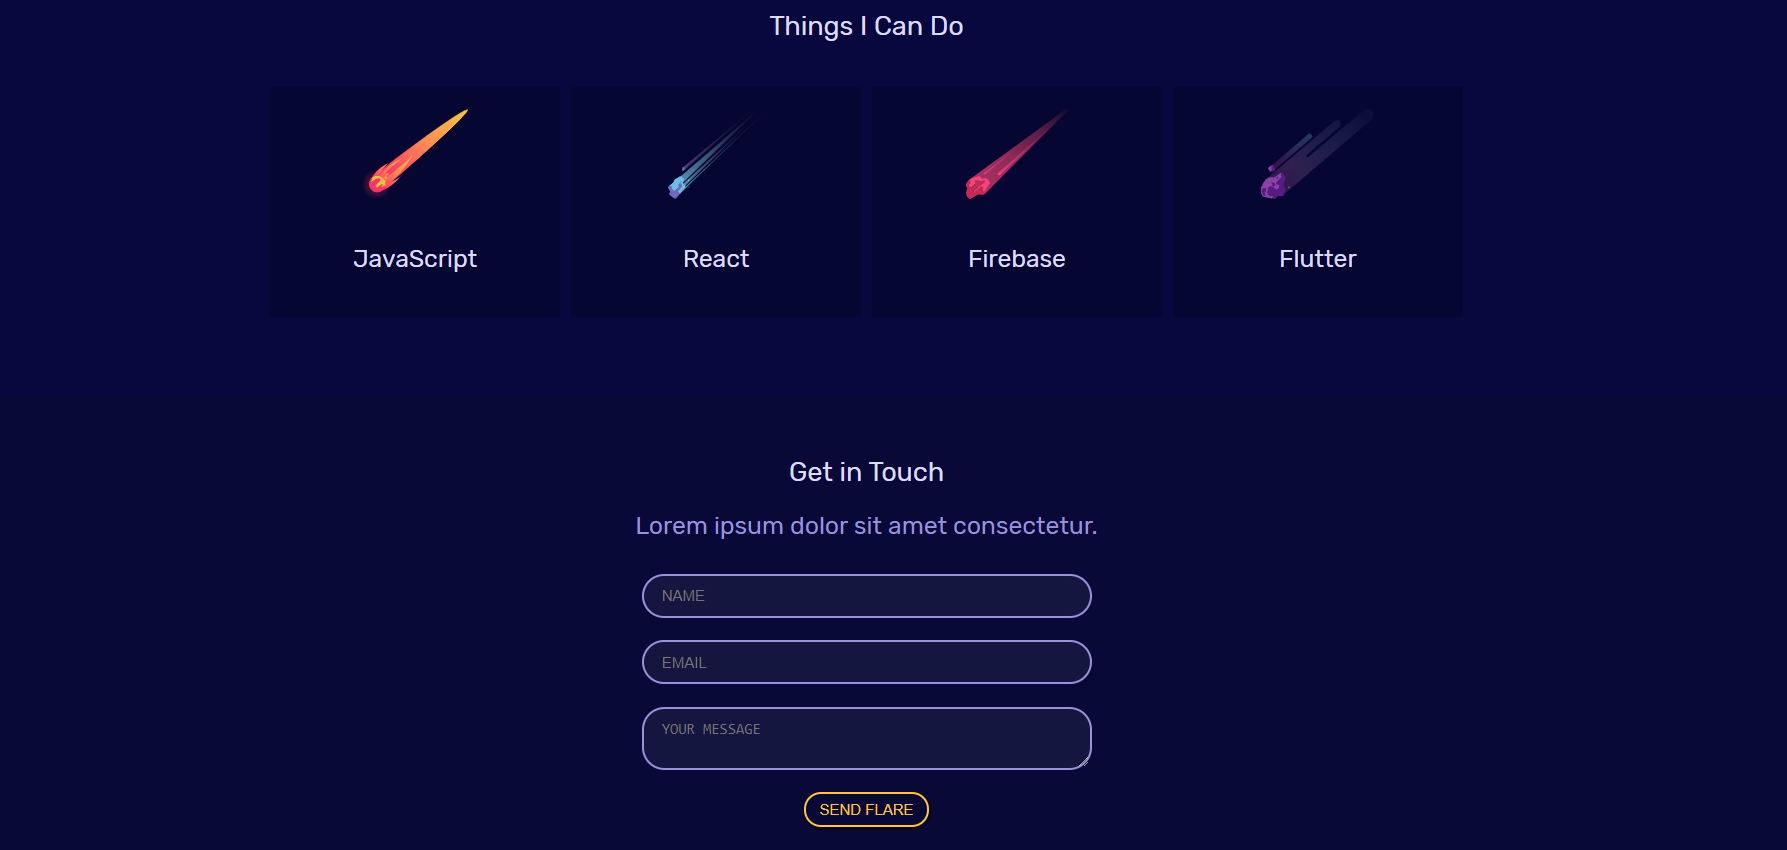 Things I Can Do
JavaScript
React
Firebase
Flutter
Get in Touch
Lorem ipsum dolor sit amet consectetur.
NAME
EMAIL
YOUR MESSAGE
SEND FLARE